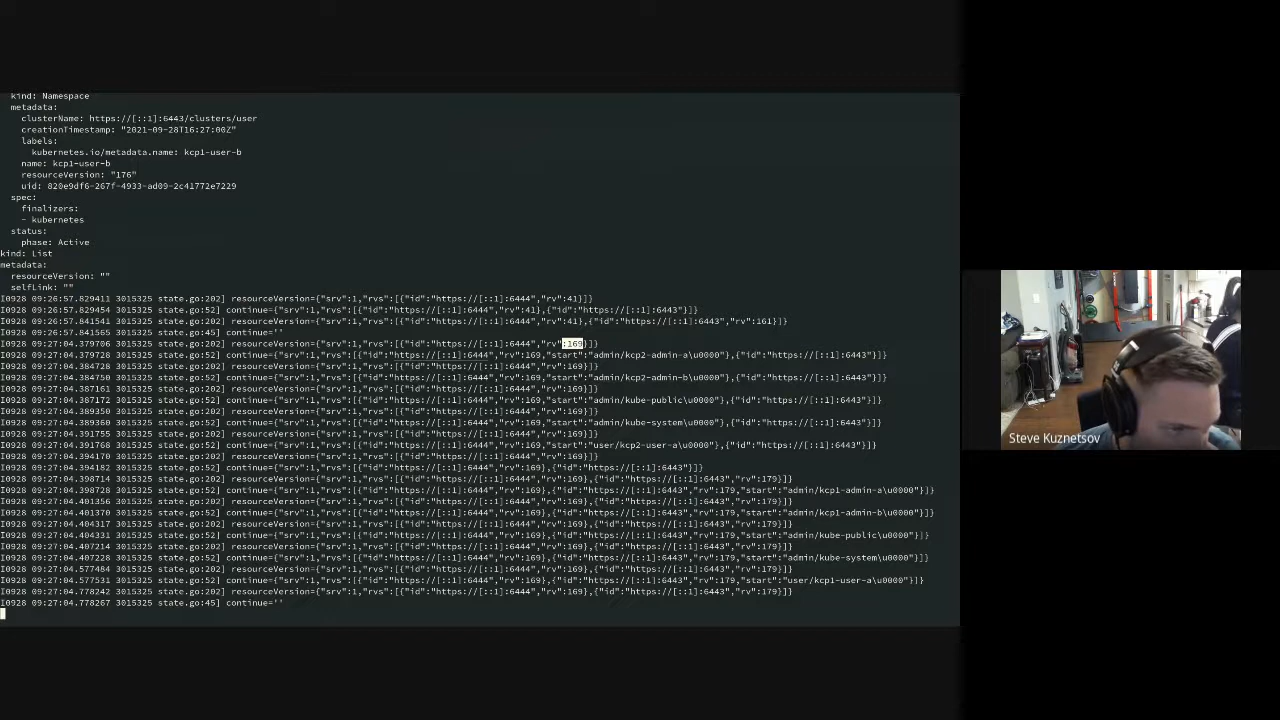 kind: Namespace
metadata:
clusterName: https://[::1]:6443/clusters/user
creationTimestamp: "2021-09-28T16:27:00Z"
labels:
kubernetes.io/metadata.name: kcp1-user-b
name: kcp1-user-b
resourceVersion: "176"
uid: 820e9df6-267f-4933-ad09-2c41772e7229
spec:
finalizers:
- kubernetes
status:
phase: Active
kind: List
metadata:
resourceVersion: ""
selfLink: ""
I0928 09:26:57.829411 3015325 state.go:202] resourceVersion={"srv":1,"rvs":[{"id":"https://[::1]:6444","rv":41}]}
I0928 09:26:57.829454 3015325 state.go:52] continue={"srv":1,"rvs":[{"id":"https://[::1]:6444","rv":41},{"id":"https://[::1]:6443"}]}
I0928 09:26:57.841541 3015325 state.go:202] resourceVersion={"srv":1,"rvs":[{"id":"https://[::1]:6444","rv":41},{"id":"https://[::1]:6443","rv":161}]}
I0928 09:26:57.841565 3015325 state.go:45] continue=''
I0928 09:27:04.379706 3015325 state.go:202] resourceVersion={"srv":1,"rvs":[{"id":"https://[::1]:6444","rv":169}]}
I0928 09:27:04.379728 3015325 state.go:52] continue={"srv":1,"rvs":[{"id":"https://[::1]:6444","rv":169,"start":"admin/kcp2-admin-a\u0000"},{"id":"https://[::1]:6443"}]}
I0928 09:27:04.384728 3015325 state.go:202] resourceVersion={"srv":1,"rvs":[{"id":"https://[::1]:6444","rv":169}]}
I0928 09:27:04.384750 3015325 state.go:52] continue={"srv":1,"rvs":[{"id":"https://[::1]:6444","rv":169,"start":"admin/kcp2-admin-b\u0000"},{"id":"https://[::1]:6443"}]}
I0928 09:27:04.387161 3015325 state.go:202] resourceVersion={"srv":1,"rvs":[{"id":"https://[::1]:6444","rv":169}]}
I0928 09:27:04.387172 3015325 state.go:52] continue={"srv":1,"rvs":[{"id":"https://[::1]:6444","rv":169,"start":"admin/kube-public\u0000"},{"id":"https://[::1]:6443"}]}
I0928 09:27:04.389350 3015325 state.go:202] resourceVersion={"srv":1,"rvs":[{"id":"https://[::1]:6444","rv":169}]}
I0928 09:27:04.389360 3015325 state.go:52] continue={"srv":1,"rvs":[{"id":"https://[::1]:6444","rv":169,"start":"admin/kube-system\u0000"},{"id":"https://[::1]:6443"}]}
I0928 09:27:04.391755 3015325 state.go:202] resourceVersion={"srv":1,"rvs":[{"id":"https://[::1]:6444","rv":169}]}
I0928 09:27:04.391765 3015325 state.go:52] continue={"srv":1,"rvs":[{"id":"https://[::1]:6444","rv":169,"start":"user/kcp2-user-a\u0000"},{"id":"https://[::1]:6443"}]}
I0928 09:27:04.394170 3015325 state.go:202] resourceVersion={"srv":1,"rvs":[{"id":"https://[::1]:6444","rv":169}]}
I0928 09:27:04.394182 3015325 state.go:52] continue={"srv":1,"rvs":[{"id":"https://[::1]:6444","rv":169},{"id":"https://[::1]:6443"}]}
I0928 09:27:04.398714 3015325 state.go:202] resourceVersion={"srv":1,"rvs":[{"id":"https://[::1]:6444","rv":169},{"id":"https://[::1]:6443","rv":179}]}
I0928 09:27:04.398728 3015325 state.go:52] continue={"srv":1,"rvs":[{"id":"https://[::1]:6444","rv":169},{"id":"https://[::1]:6443","rv":179,"start":"admin/kcp1-admin-a\u0000"}]}
I0928 09:27:04.401356 3015325 state.go:202] resourceVersion={"srv":1,"rvs":[{"id":"https://[::1]:6444","rv":169},{"id":"https://[::1]:6443","rv":179}]}
I0928 09:27:04.401370 3015325 state.go:52] continue={"srv":1,"rvs":[{"id":"https://[::1]:6444","rv":169},{"id":"https://[::1]:6443","rv":179,"start":"admin/kcp1-admin-b\u0000"}]}
I0928 09:27:04.404317 3015325 state.go:202] resourceVersion={"srv":1,"rvs":[{"id":"https://[::1]:6444","rv":169},{"id":"https://[::1]:6443","rv":179}]}
I0928 09:27:04.404331 3015325 state.go:52] continue={"srv":1,"rvs":[{"id":"https://[::1]:6444","rv":169},{"id":"https://[::1]:6443","rv":179,"start":"admin/kube-public\u0000"}]}
I0928 09:27:04.407214 3015325 state.go:202] resourceVersion={"srv":1,"rvs":[{"id":"https://[::1]:6444","rv":169},{"id":"https://[::1]:6443","rv":179}]}
I0928 09:27:04.407228 3015325 state.go:52] continue={"srv":1,"rvs":[{"id":"https://[::1]:6444","rv":169},{"id":"https://[::1]:6443","rv":179,"start":"admin/kube-system\u0000"}]}
I0928 09:27:04.577484 3015325 state.go:202] resourceVersion={"srv":1,"rvs":[{"id":"https://[::1]:6444","rv":169},{"id":"https://[::1]:6443","rv":179}]}
I0928 09:27:04.577531 3015325 state.go:52] continue={"srv":1,"rvs":[{"id":"https://[::1]:6444","rv":169},{"id":"https://[::1]:6443","rv":179,"start":"user/kcp1-user-a\u0000"}]}
I0928 09:27:04.778242 3015325 state.go:202] resourceVersion={"srv":1,"rvs":[{"id":"https://[::1]:6444","rv":169},{"id":"https://[::1]:6443","rv":179}]}
I0928 09:27:04.778267 3015325 state.go:45] continue=''
Steve Kuznetsov